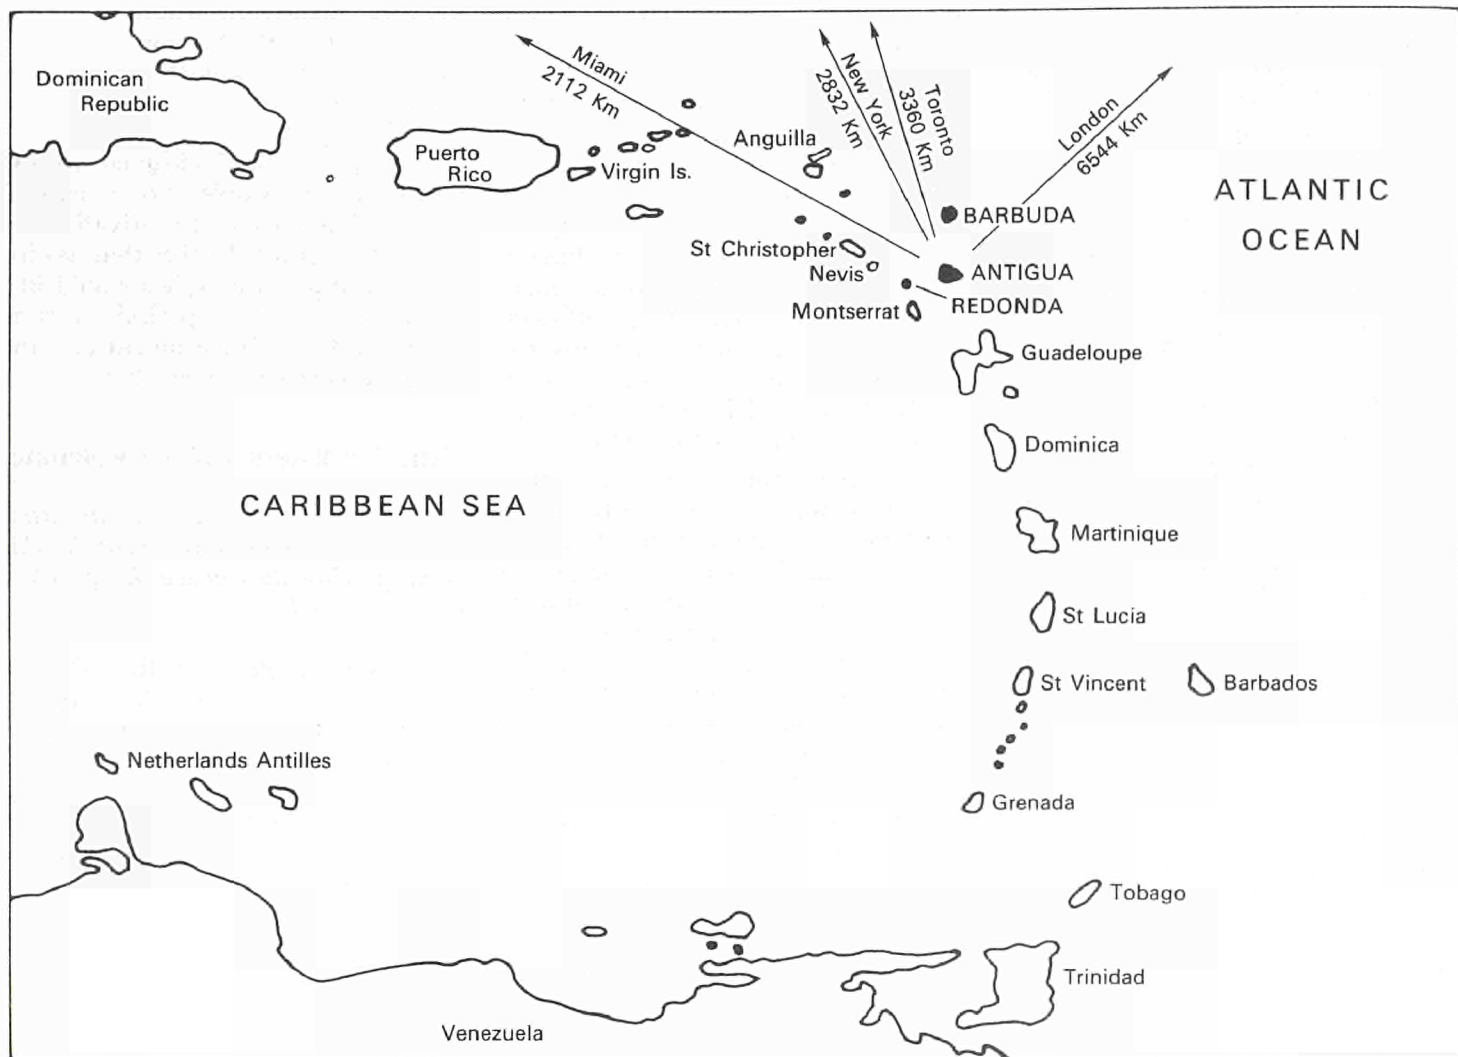 Dominican
Republic
Puerto
Rico
Virgin Is.
Miami
2112 Km
New York
2832 Km
Toronto
3360 Km
London
6544 Km
Anguilla
ATLANTIC
OCEAN
BARBUDA
St Christopher
Nevis
ANTIGUA
Montserrat
REDONDA
Guadeloupe
Dominica
CARIBBEAN SEA
Martinique
St Lucia
St Vincent
Barbados
Netherlands Antilles
Grenada
Tobago
Trinidad
Venezuela